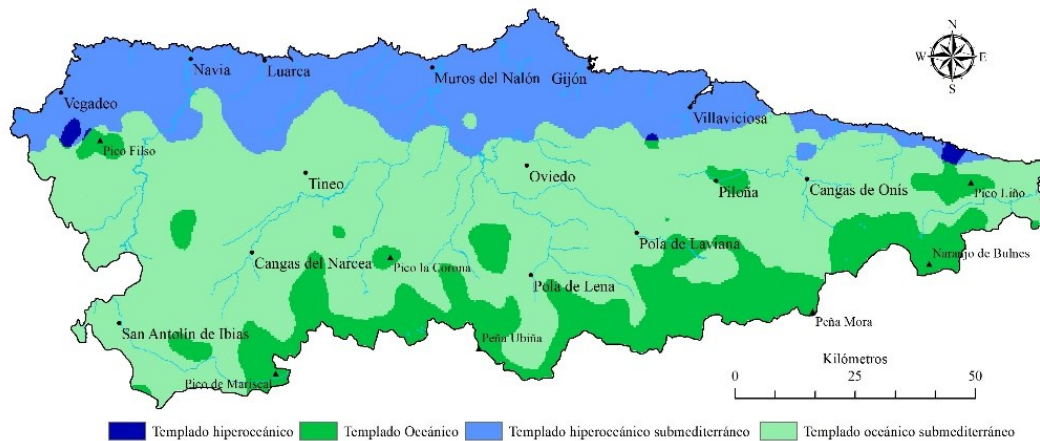 N
W E
S
Navia
Luarca
Muros del Nalón
Gijón
Vegadeo
Villaviciosa
Pico Filso
Tineo
Oviedo
Piloña
Cangas de Onís
Pico Liño
Pola de Laviana
Cangas del Narcea
Pico la Corona
Naranjo de Bulnes
Pola de Lena
San Antolín de Ibias
Peña Ubiña
Peña Mora
Pico de Mariscal
Kilómetros
0 25 50
Templado hiperoceánico Templado Oceánico Templado hiperoceánico submediterráneo Templado oceánico submediterráneo